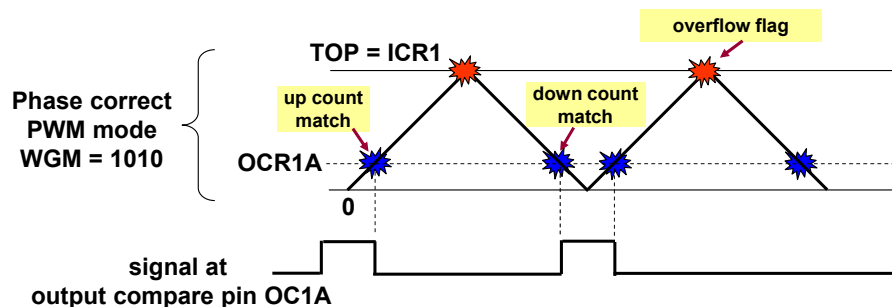 overflow flag
TOP = ICR1
Phase correct
PWM mode
WGM = 1010
up count
match
down count
match
OCR1A
0
signal at
output compare pin OC1A